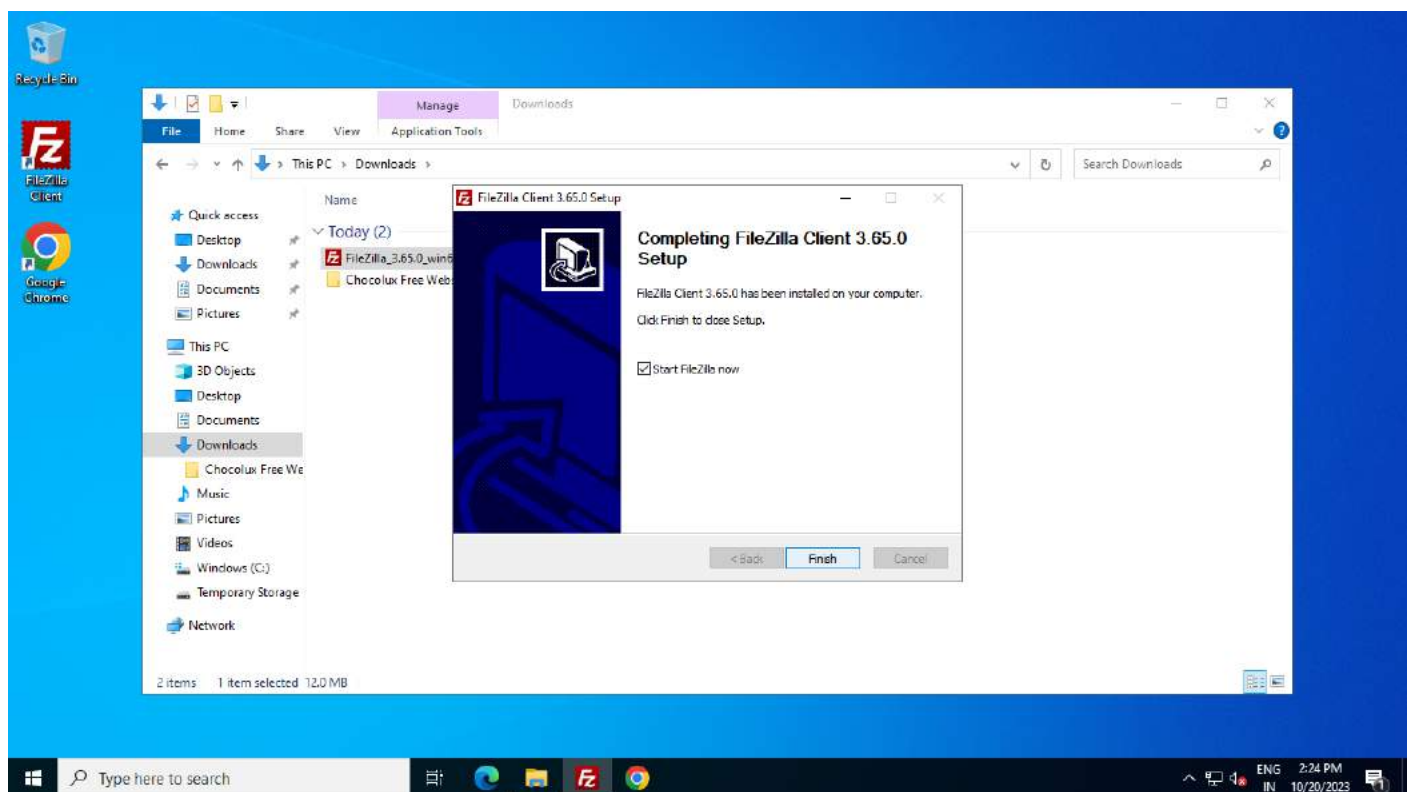 Recycle Bin
FileZilla
Client
Google
Chrome
Manage
Downloads
File
Home
Share
View
Application Tools
This PC
Downloads
Search Downloads
Name
Quick access
Desktop
Downloads
Documents
Pictures
This PC
3D Objects
Desktop
Documents
Downloads
Chocolux Free We
Music
Pictures
Videos
Windows (C:)
Temporary Storage
Network
Today (2)
FileZilla_3.65.0_win6
Chocolux Free Web
FileZilla Client 3.65.0 Setup
Completing FileZilla Client 3.65.0
Setup
FileZilla Client 3.65.0 has been installed on your computer.
Click Finish to close Setup.
Start FileZilla now
< Back
Finish
Cancel
2 items
1 item selected 12.0 MB
Type here to search
ENG
IN
2:24 PM
10/20/2023
1